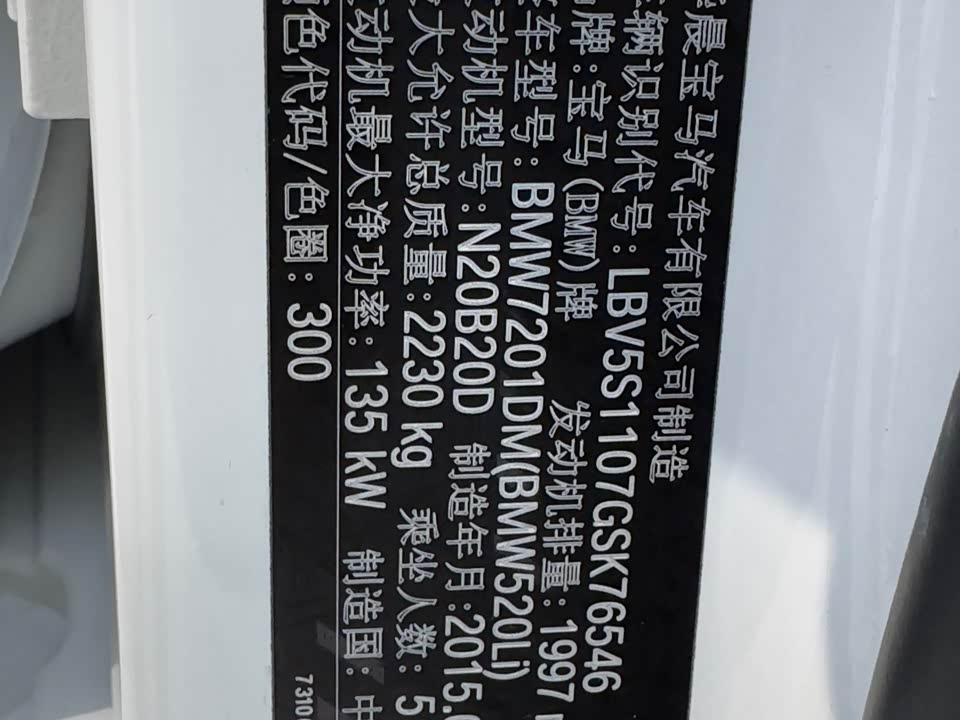 晨宝马汽车有限公司制造
辆识别代号: LBV5S1107GSK76546
牌: 宝马(BMW)牌 发动机排量: 1997
车型号: BMW7201DM(BMW520Li)
动机型号: N20B20D 制造年月: 2015.
大允许总质量: 2230 kg 乘坐人数: 5
动机最大净功率: 135 kW 制造国: 中
颜色代码/色圈: 300
7310